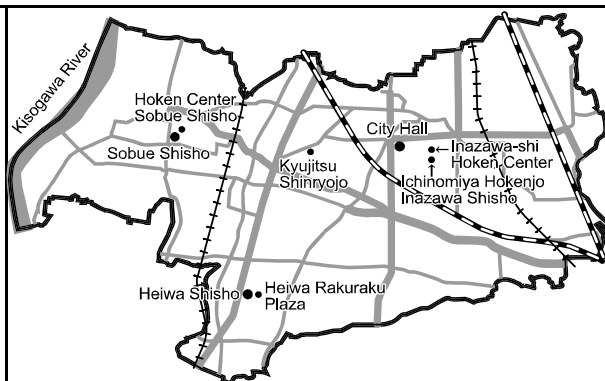 Kisogawa River
Hoken Center
Sobue Shisho
Sobue Shisho
Kyujitsu
Shinryojo
City Hall
Inazawa-shi
Hoken Center
Ichinomiya Hokenjo
Inazawa Shisho
Heiwa Shisho
Heiwa Rakuraku
Plaza